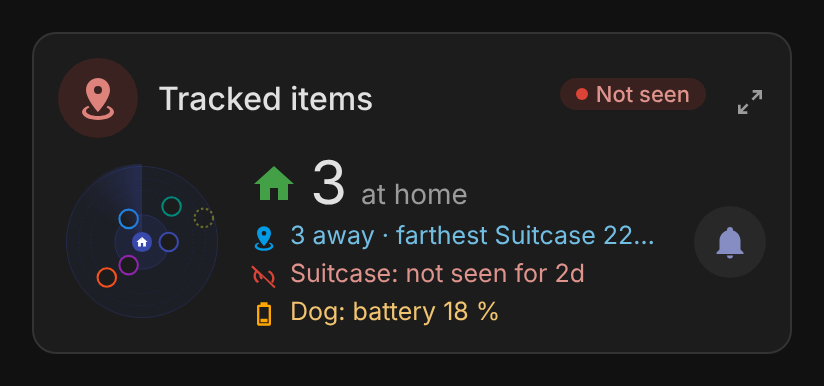 Tracked items
Not seen
3 at home
3 away · farthest Suitcase 22...
Suitcase: not seen for 2d
Dog: battery 18 %